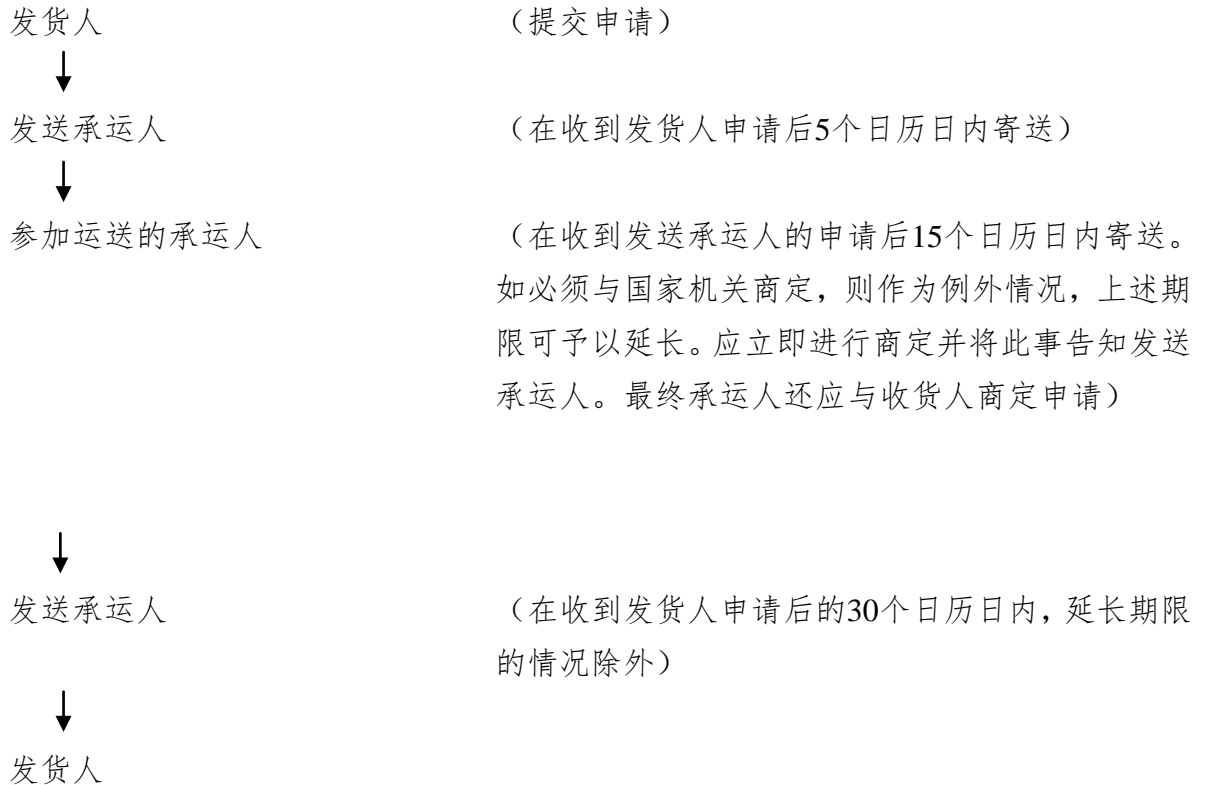 发货人 （提交申请）
发送承运人 （在收到发货人申请后5个日历日内寄送）
参加运送的承运人 （在收到发送承运人的申请后15个日历日内寄送。
如必须与国家机关商定，则作为例外情况，上述期
限可予以延长。应立即进行商定并将此事告知发送
承运人。最终承运人还应与收货人商定申请）
发送承运人 （在收到发货人申请后的30个日历日内，延长期限
的情况除外）
发货人